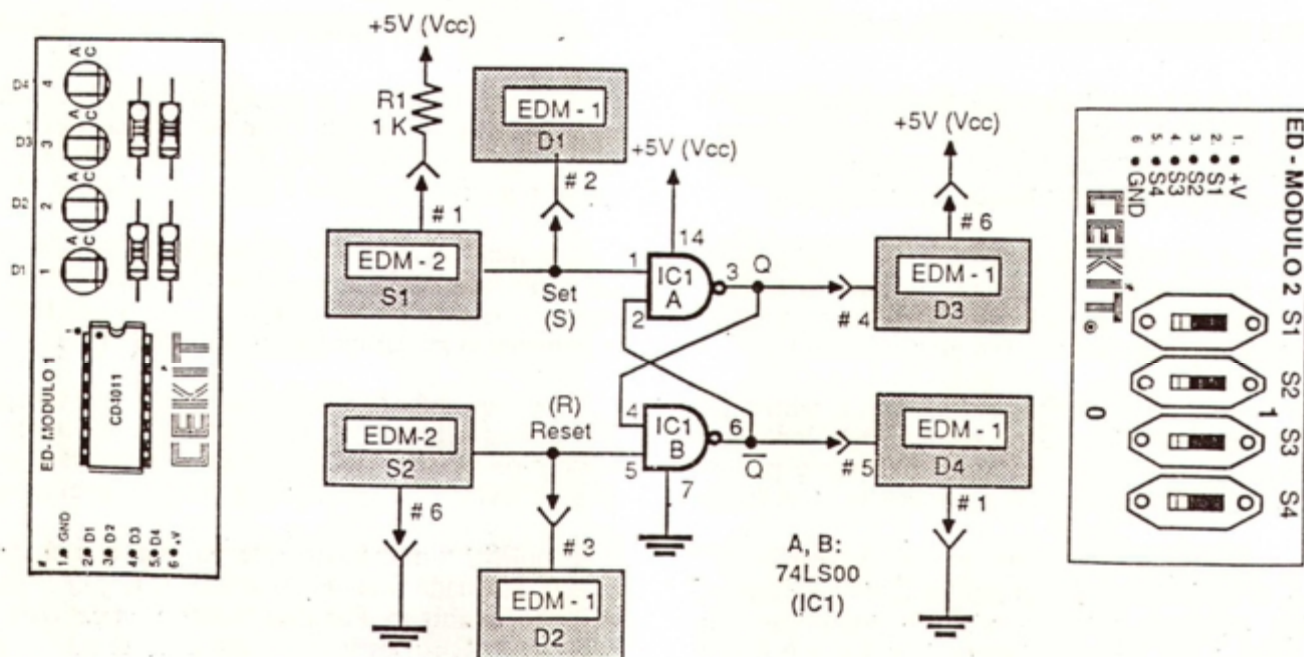 D4
4
A C
D3
3
A C
D2
2
A C
D1
1
A C
CD4011
ED- MODULO 1
CEKIT
#
1. GND
2. D1
3. D2
4. D3
5. D4
6 +V
+5V (Vcc)
R1
1 K
# 1
EDM - 2
S1
EDM - 1
D1
# 2
Set
(S)
+5V (Vcc)
14
1
IC1
A
2
3
Q
# 4
+5V (Vcc)
# 6
EDM - 1
D3
EDM-2
S2
# 6
(R)
Reset
# 3
EDM - 1
D2
4
IC1
B
5
6
Q̅
7
# 5
EDM - 1
D4
# 1
A, B:
74LS00
(IC1)
ED - MODULO 2
1. +V
2. S1
3. S2
4. S3
5. S4
6 GND
CEKIT.
0
1
S1
S2
S3
S4